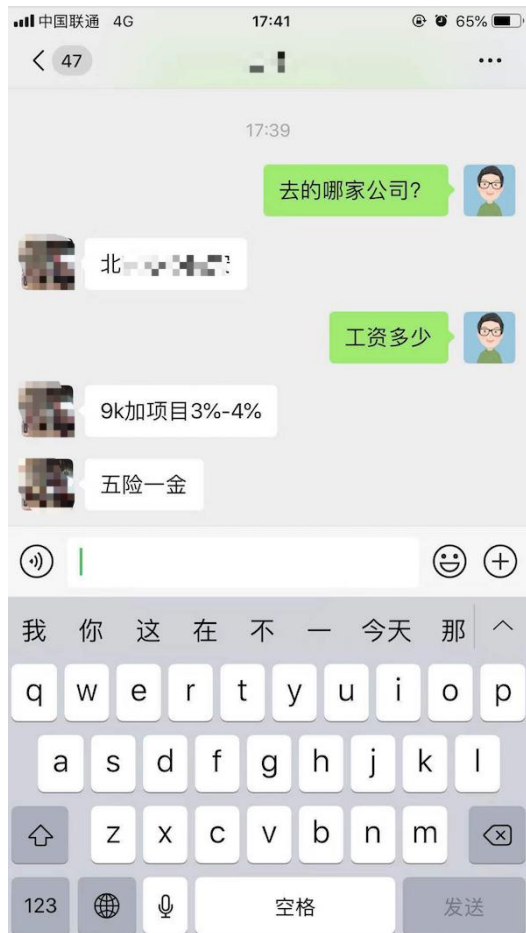 中国联通 4G 17:41 65%
47
17:39
去的哪家公司?
北
工资多少
9k加项目3%-4%
五险一金
我 你 这 在 不 一 今天 那
q w e r t y u i o p
a s d f g h j k l
z x c v b n m
123 空格 发送